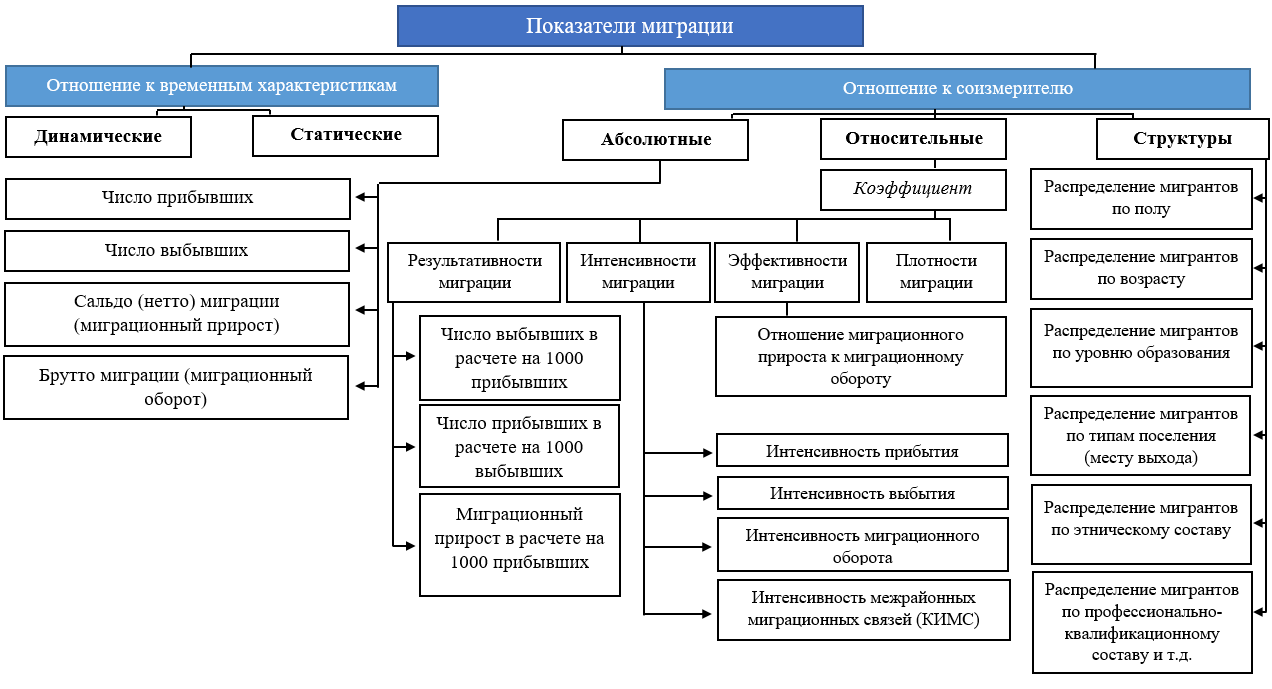 Показатели миграции
Отношение к временным характеристикам
Отношение к соизмерителю
Динамические
Статические
Абсолютные
Относительные
Структуры
Число прибывших
Число выбывших
Сальдо (нетто) миграции
(миграционный прирост)
Брутто миграции (миграционный
оборот)
Коэффициент
Результативности
миграции
Интенсивности
миграции
Эффективности
миграции
Плотности
миграции
Число выбывших в
расчете на 1000
прибывших
Число прибывших в
расчете на 1000
выбывших
Миграционный
прирост в расчете на
1000 прибывших
Отношение миграционного
прироста к миграционному
обороту
Интенсивность прибытия
Интенсивность выбытия
Интенсивность миграционного
оборота
Интенсивность межрайонных
миграционных связей (КИМС)
Распределение мигрантов
по полу
Распределение мигрантов
по возрасту
Распределение мигрантов
по уровню образования
Распределение мигрантов
по типам поселения
(месту выхода)
Распределение мигрантов
по этническому составу
Распределение мигрантов
по профессионально-
квалификационному
составу и т.д.